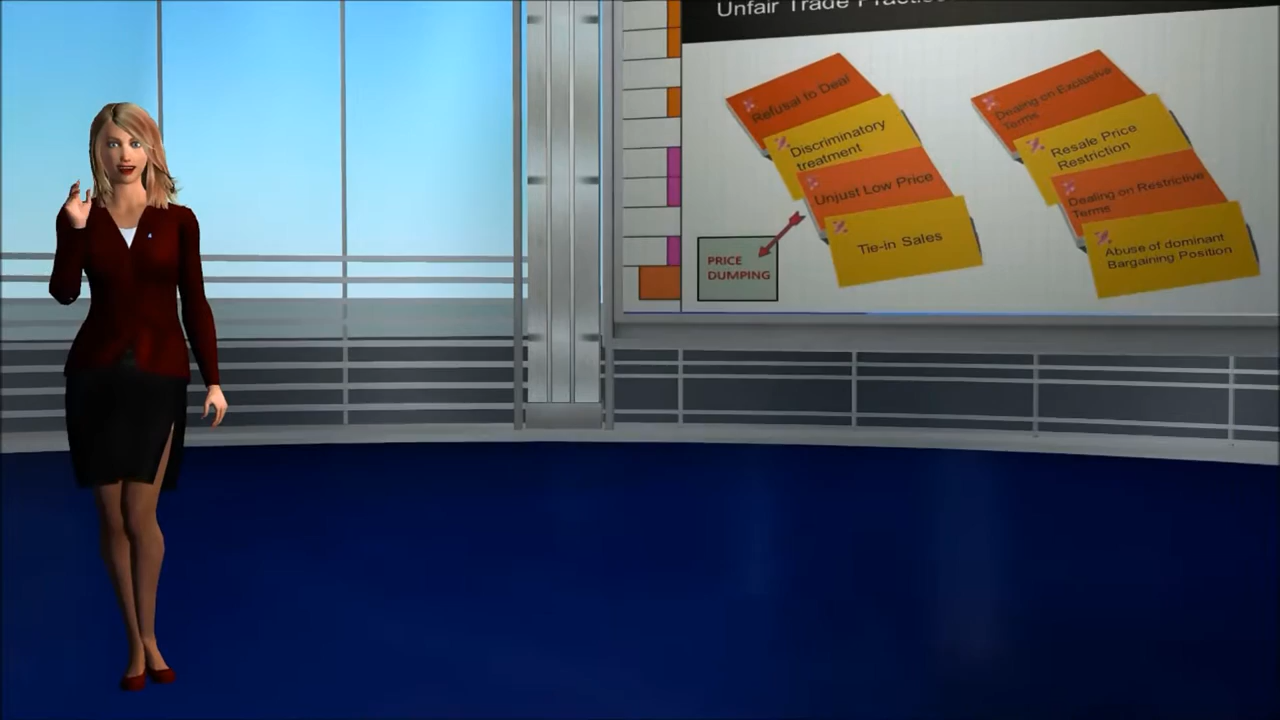 Unfair Trade Practise
Refusal to Deal
Discriminatory
treatment
Unjust Low Price
Tie-in Sales
PRICE
DUMPING
Dealing on Exclusive
Terms
Resale Price
Restriction
Dealing on Restrictive
Terms
Abuse of dominant
Bargaining Position